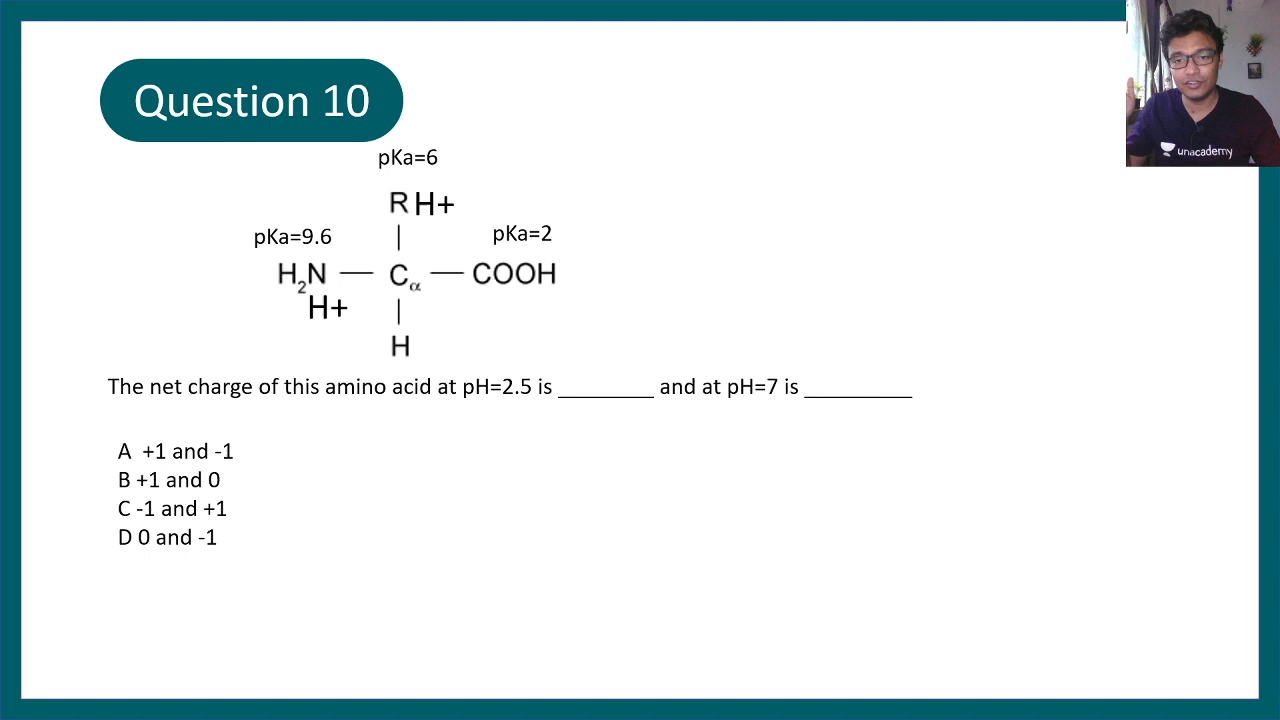 Question 10
pKa=6
R H+
pKa=9.6
pKa=2
H₂N — Cα — COOH
H+
H
The net charge of this amino acid at pH=2.5 is ________ and at pH=7 is _________
A +1 and -1
B +1 and 0
C -1 and +1
D 0 and -1
unacademy